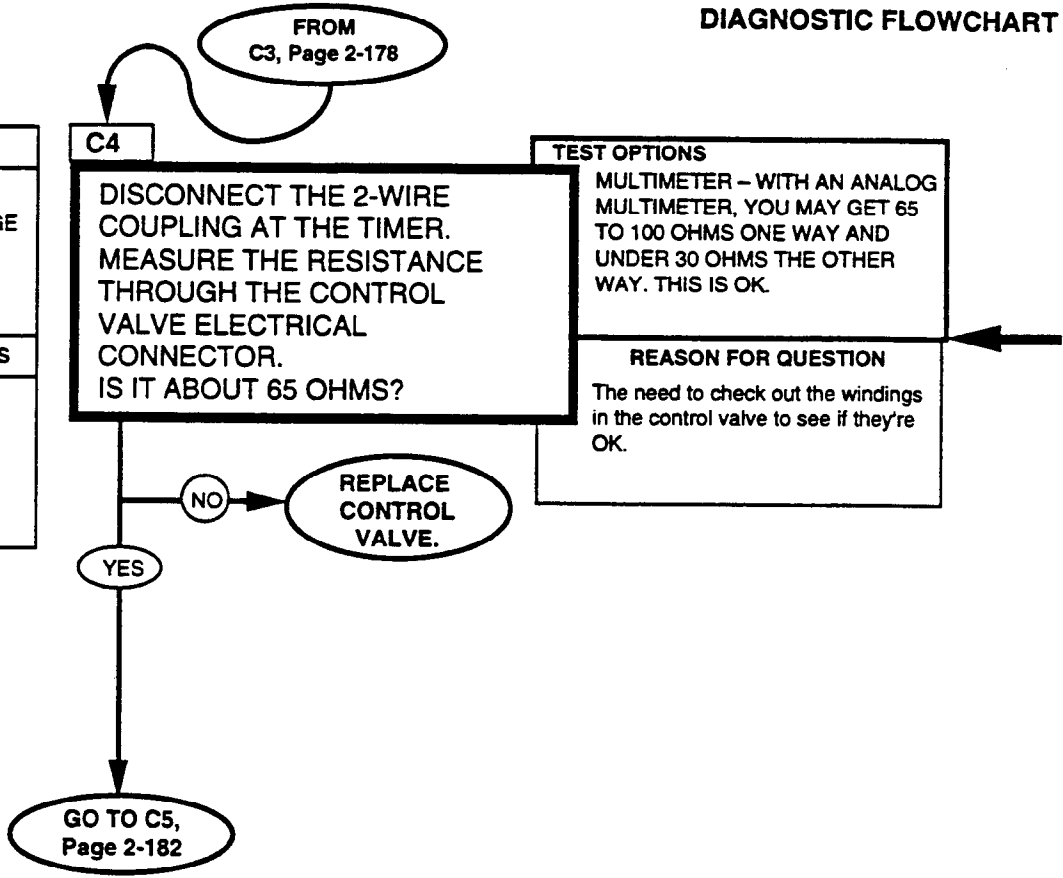 DIAGNOSTIC FLOWCHART
FROM
C3, Page 2-178
C4
DISCONNECT THE 2-WIRE
COUPLING AT THE TIMER.
MEASURE THE RESISTANCE
THROUGH THE CONTROL
VALVE ELECTRICAL
CONNECTOR.
IS IT ABOUT 65 OHMS?
TEST OPTIONS
MULTIMETER – WITH AN ANALOG
MULTIMETER, YOU MAY GET 65
TO 100 OHMS ONE WAY AND
UNDER 30 OHMS THE OTHER
WAY. THIS IS OK.
REASON FOR QUESTION
The need to check out the windings
in the control valve to see if they're
OK.
NO
REPLACE
CONTROL
VALVE.
YES
GO TO C5,
Page 2-182